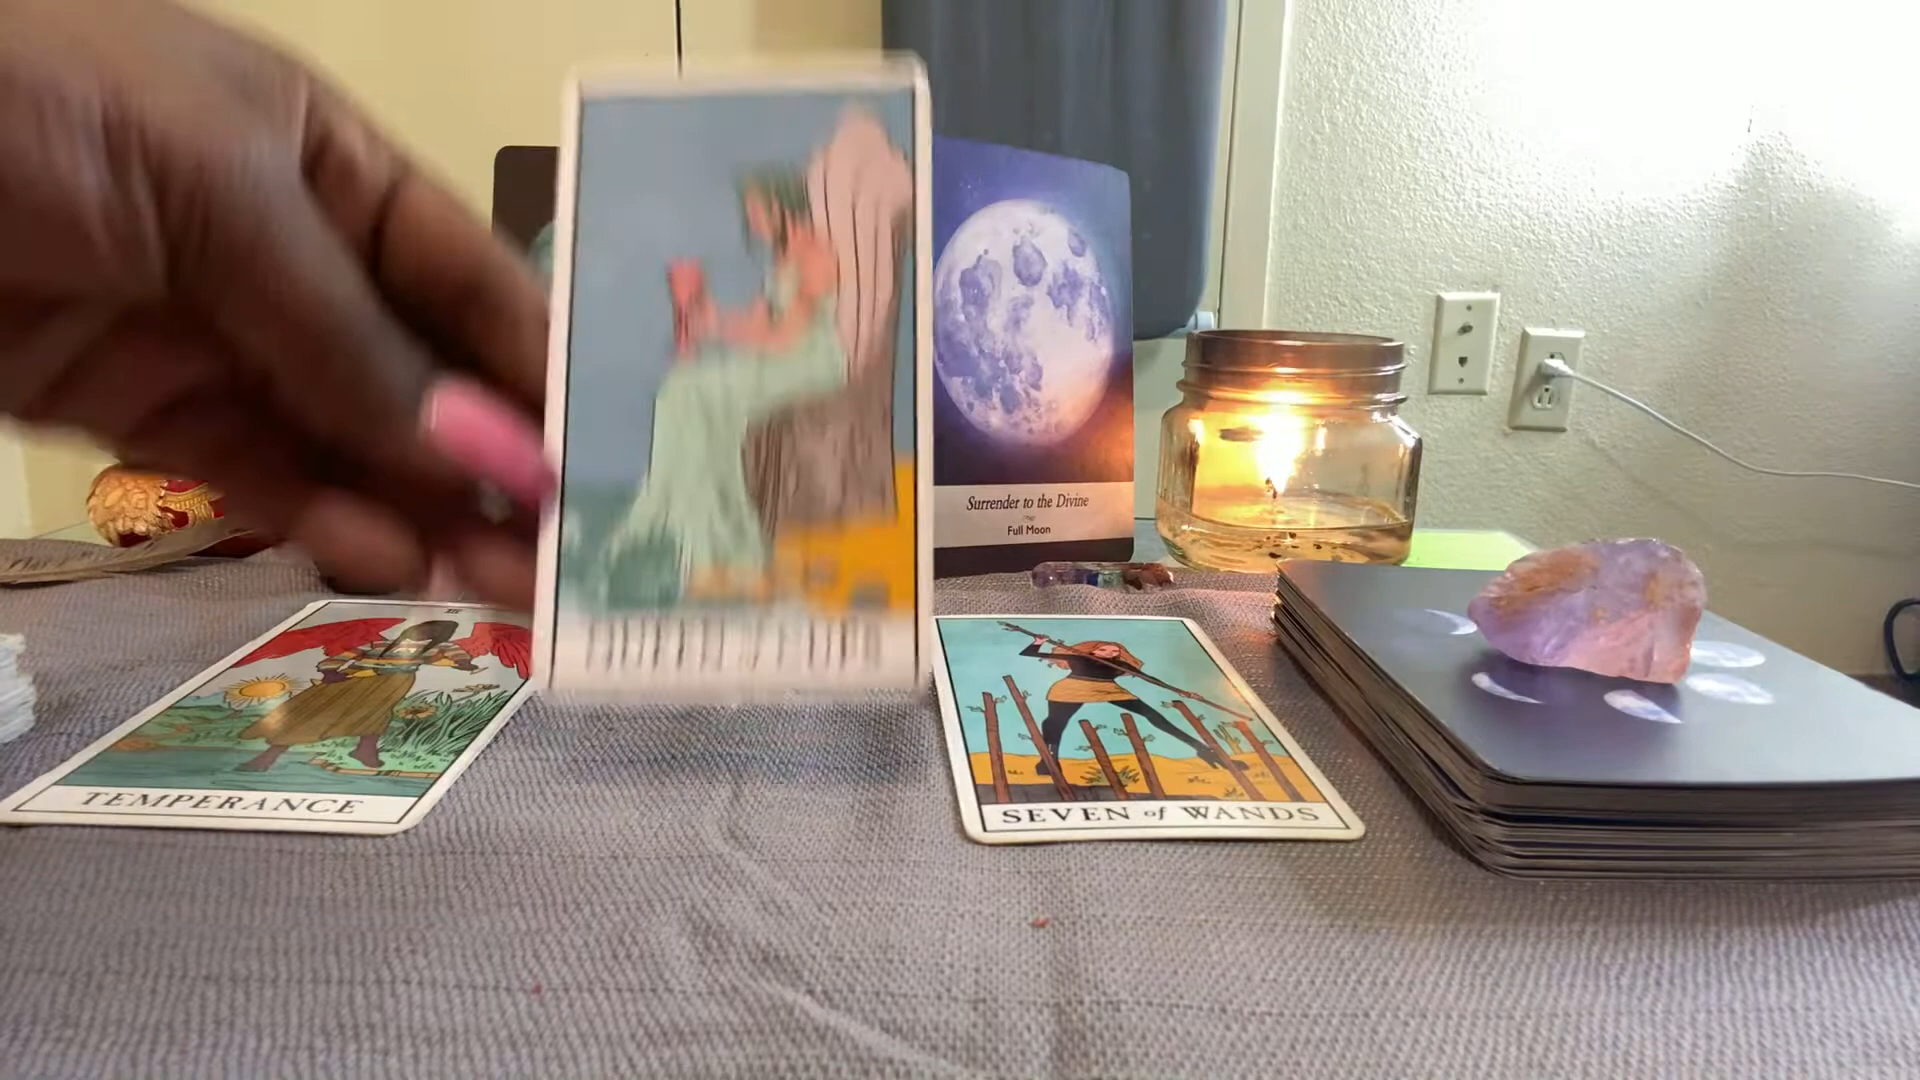 Surrender to the Divine
Full Moon
TEMPERANCE
SEVEN of WANDS